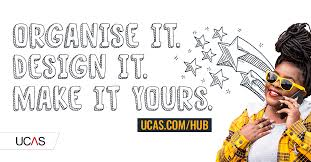 ORGANISE IT.
DESIGN IT.
MAKE IT YOURS.
UCAS.COM/HUB
UCAS